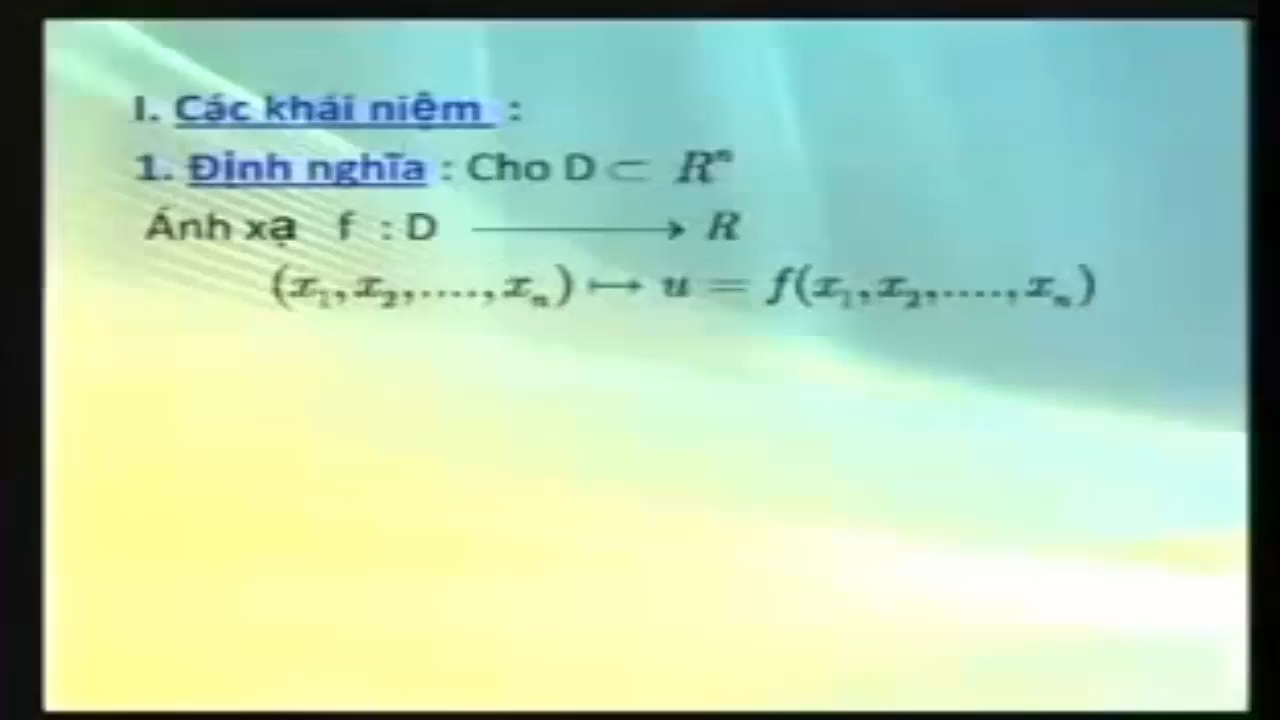 I. Các khái niệm :
1. Định nghĩa : Cho D ⊂ Rⁿ
Ánh xạ f : D ⟶ R
(x₁,x₂,....,xₙ) ↦ u = f(x₁,x₂,....,xₙ)